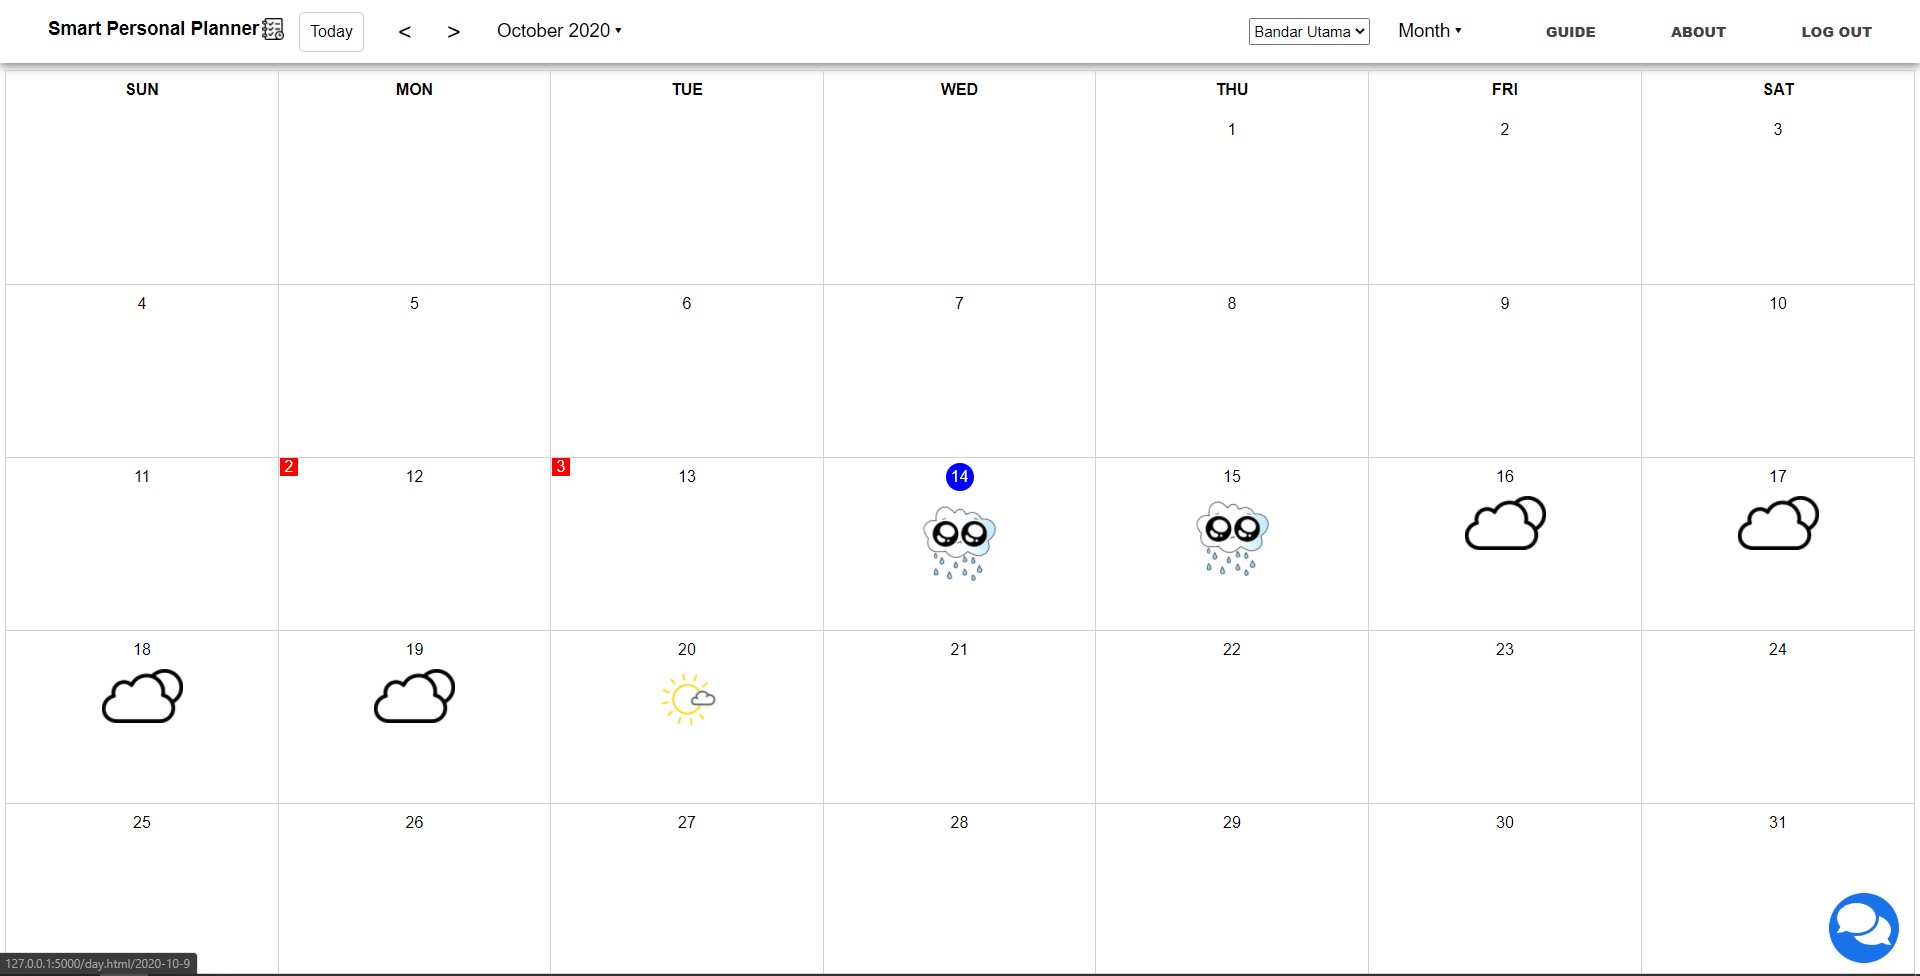 Smart Personal Planner Today < > October 2020 ▾ Bandar Utama Month ▾ GUIDE ABOUT LOG OUT
SUN MON TUE WED THU FRI SAT
1 2 3
4 5 6 7 8 9 10
2 3
11 12 13 14 15 16 17
18 19 20 21 22 23 24
25 26 27 28 29 30 31
127.0.0.1:5000/day.html/2020-10-9